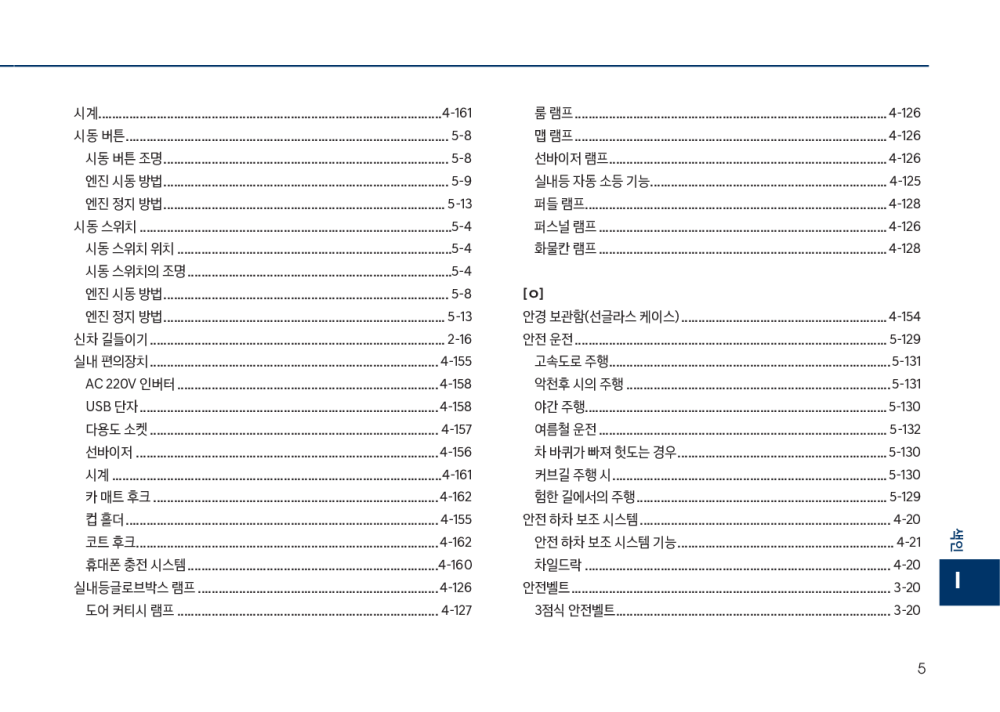 시계 4-161
시동 버튼 5-8
시동 버튼 조명 5-8
엔진 시동 방법 5-9
엔진 정지 방법 5-13
시동 스위치 5-4
시동 스위치 위치 5-4
시동 스위치의 조명 5-4
엔진 시동 방법 5-8
엔진 정지 방법 5-13
신차 길들이기 2-16
실내 편의장치 4-155
AC 220V 인버터 4-158
USB 단자 4-158
다용도 소켓 4-157
선바이저 4-156
시계 4-161
카 매트 후크 4-162
컵 홀더 4-155
코트 후크 4-162
휴대폰 충전 시스템 4-160
실내등글로브박스 램프 4-126
도어 커티시 램프 4-127
룸 램프 4-126
맵 램프 4-126
선바이저 램프 4-126
실내등 자동 소등 기능 4-125
퍼들 램프 4-128
퍼스널 램프 4-126
화물칸 램프 4-128
[ㅇ]
안경 보관함(선글라스 케이스) 4-154
안전 운전 5-129
고속도로 주행 5-131
악천후 시의 주행 5-131
야간 주행 5-130
여름철 운전 5-132
차 바퀴가 빠져 헛도는 경우 5-130
커브길 주행 시 5-130
험한 길에서의 주행 5-129
안전 하차 보조 시스템 4-20
안전 하차 보조 시스템 기능 4-21
차일드락 4-20
안전벨트 3-20
3점식 안전벨트 3-20
색인
I
5